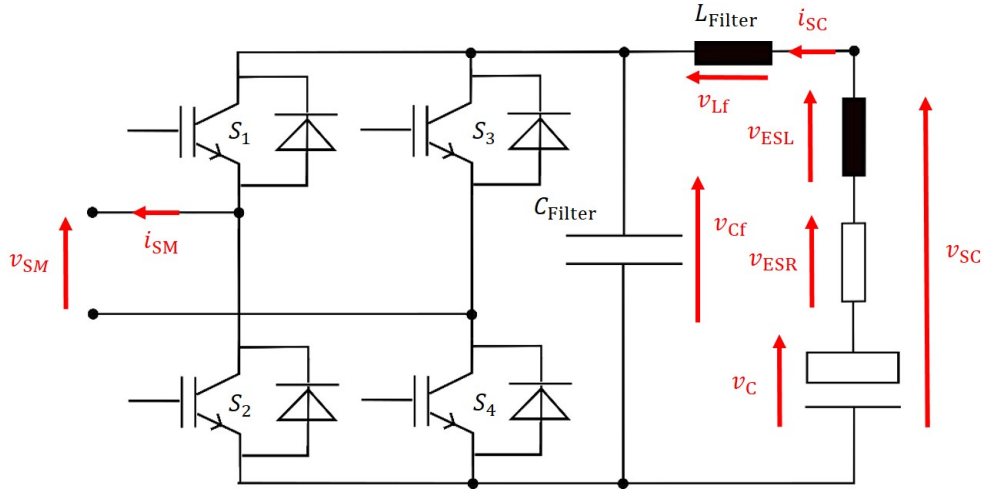 L_Filter
i_SC
v_Lf
v_ESL
S_1
S_3
C_Filter
v_Cf
i_SM
v_SM
v_ESR
v_SC
v_C
S_2
S_4